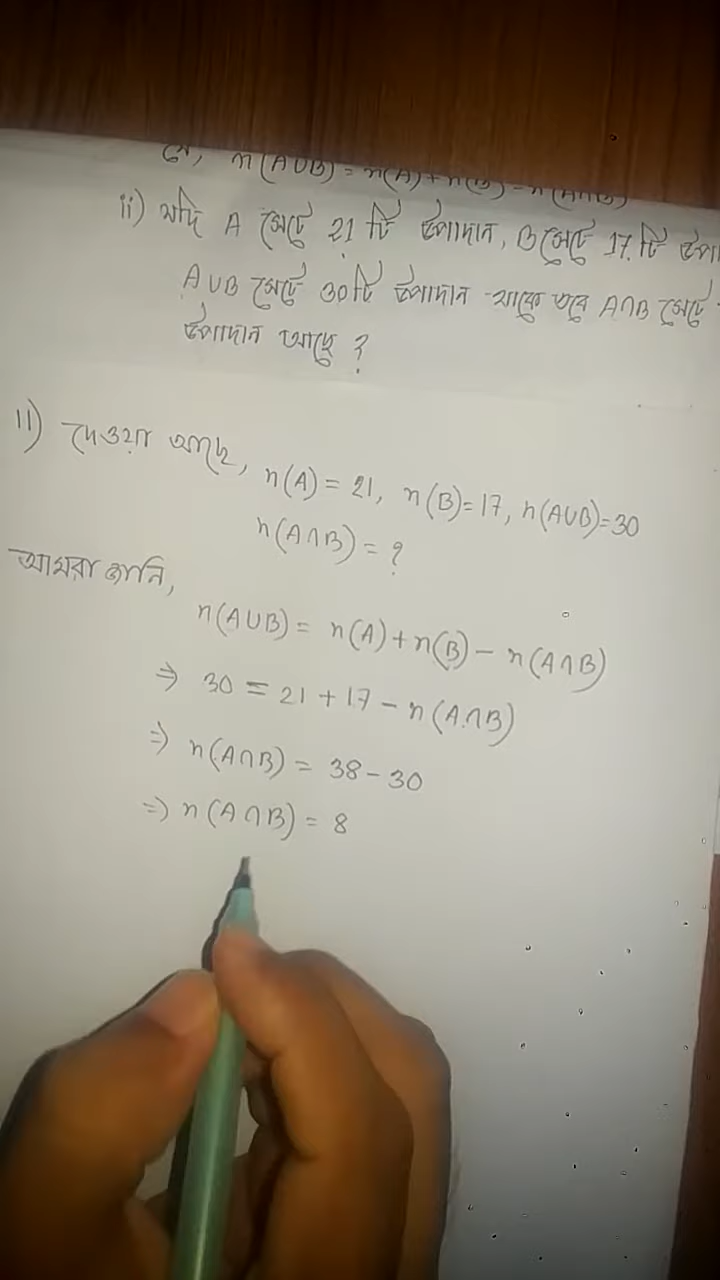 যে, n(A∪B) = n(A)+n(B)-n(A∩B)
ii) যদি A সেটে 21 টি উপাদান, B সেটে 17 টি উপা
A∪B সেটে 30টি উপাদান থাকে তবে A∩B সেটে
উপাদান আছে ?
ii) দেওয়া আছে, n(A) = 21, n(B)=17, n(A∪B)=30
n(A∩B) = ?
আমরা জানি,
n(A∪B) = n(A)+n(B) - n(A∩B)
⇒ 30 = 21 + 17 - n(A∩B)
⇒ n(A∩B) = 38 - 30
⇒ n(A∩B) = 8